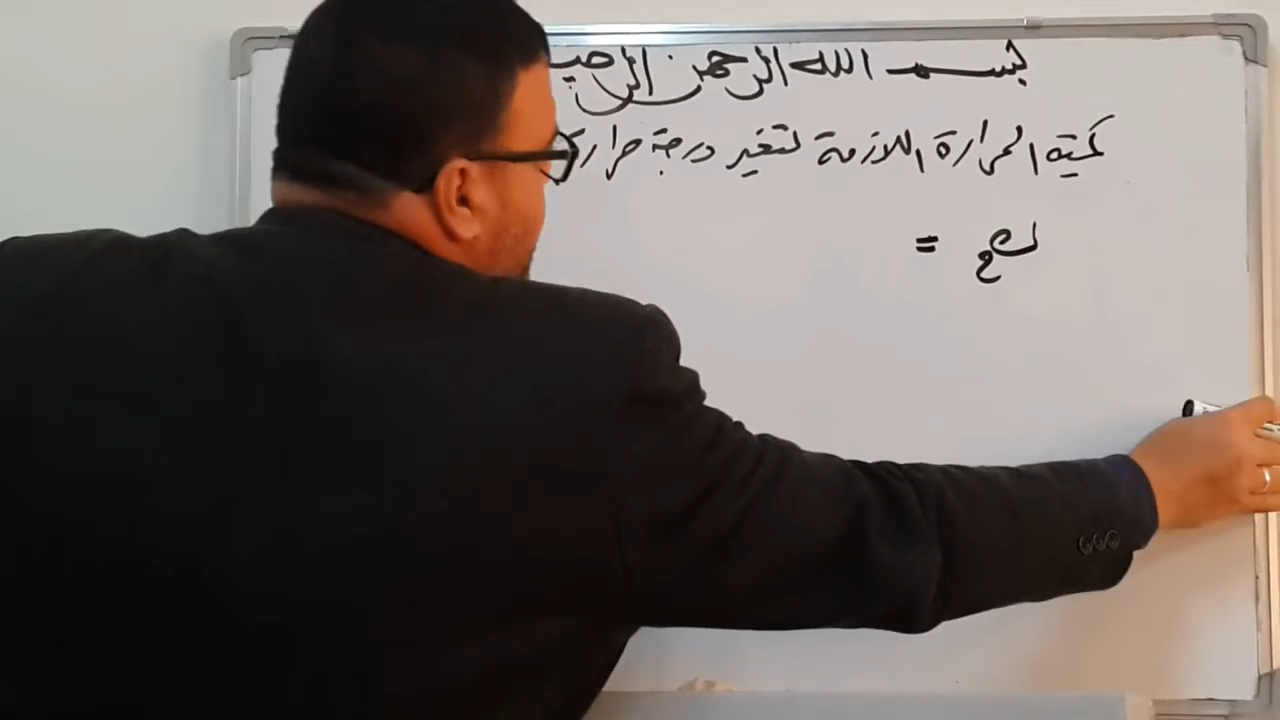 بسم الله الرحمن الرحيم
كمية الحرارة اللازمة لتغير درجة حرارة
=